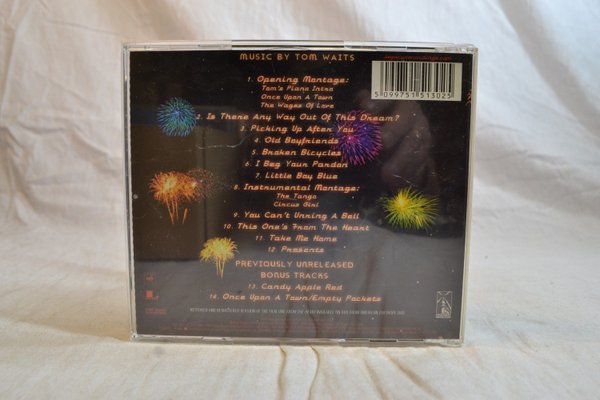 MUSIC BY TOM WAITS
1. Opening Montage:
Tom's Piano Intro
Once Upon A Town
The Wages Of Love
2. Is There Any Way Out Of This Dream?
3. Picking Up After You
4. Old Boyfriends
5. Broken Bicycles
6. I Beg Your Pardon
7. Little Boy Blue
8. Instrumental Montage:
The Tango
Circus Girl
9. You Can't Unring A Bell
10. This One's From The Heart
11. Take Me Home
12. Presents
PREVIOUSLY UNRELEASED
BONUS TRACKS
13. Candy Apple Red
14. Once Upon A Town/Empty Pockets
5 099751 513025